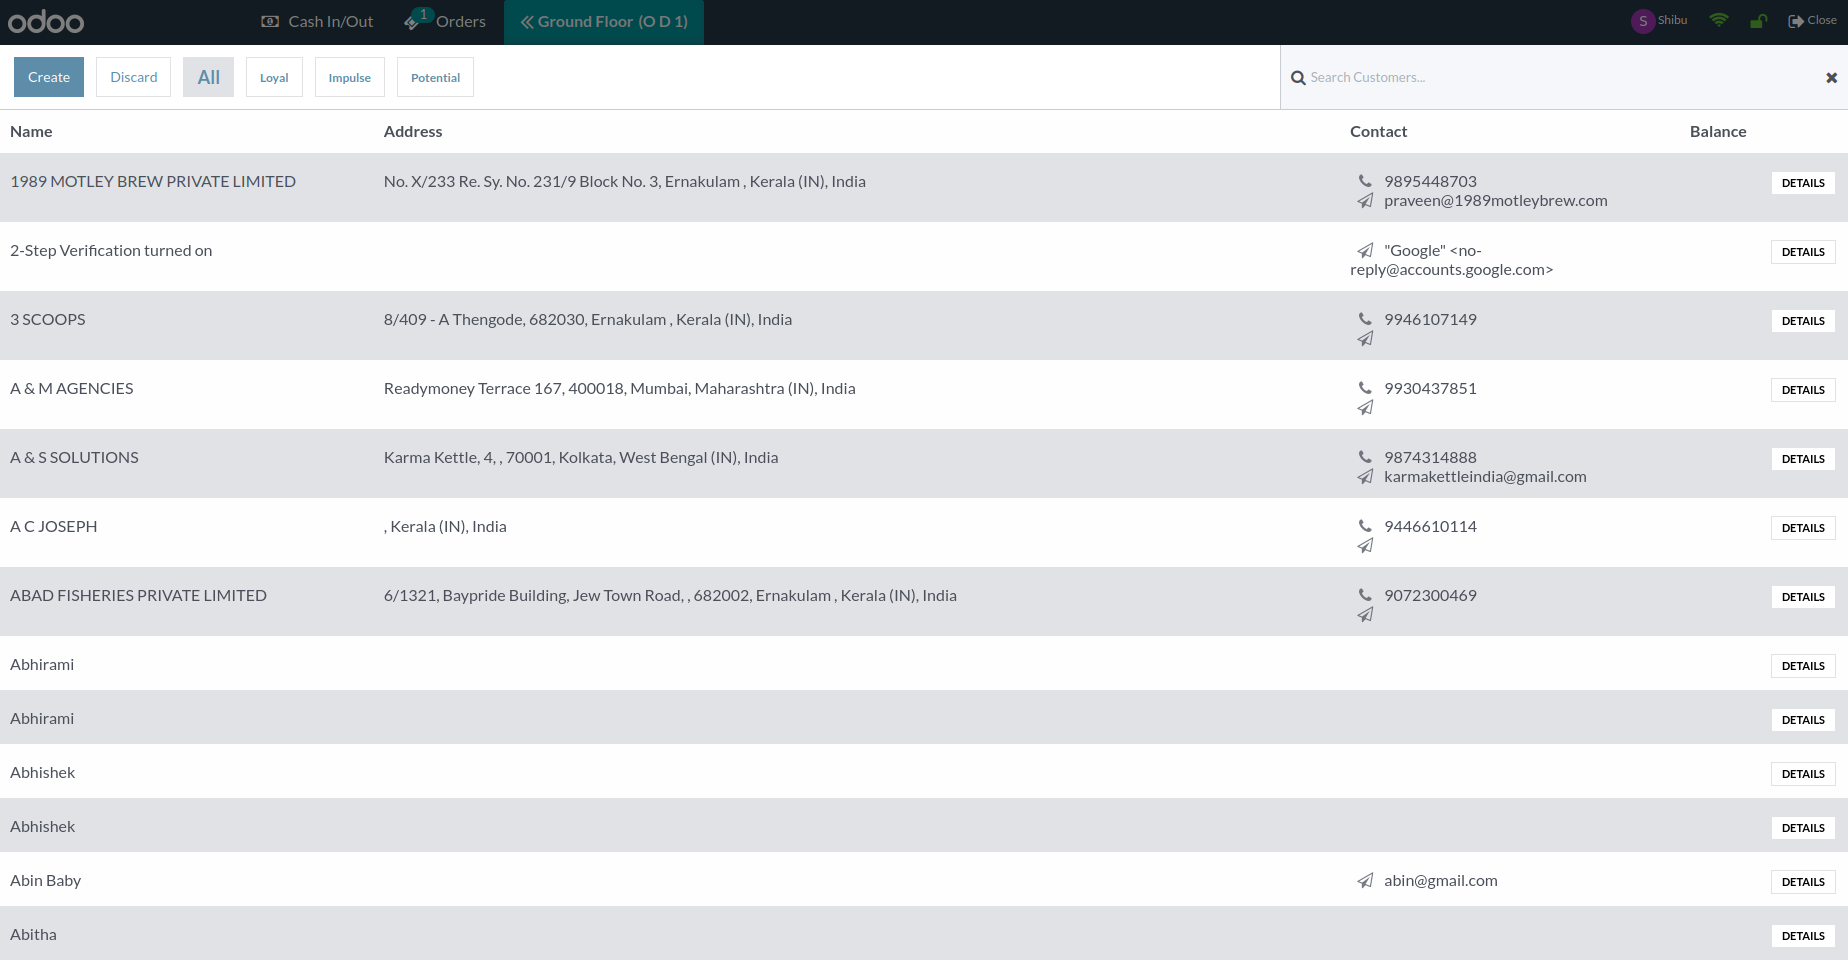 odoo Cash In/Out 1 Orders Ground Floor (O D 1) S Shibu Close
Create Discard All Loyal Impulse Potential Search Customers...
Name Address Contact Balance
1989 MOTLEY BREW PRIVATE LIMITED No. X/233 Re. Sy. No. 231/9 Block No. 3, Ernakulam , Kerala (IN), India 9895448703 DETAILS
praveen@1989motleybrew.com
2-Step Verification turned on "Google" <no- DETAILS
reply@accounts.google.com>
3 SCOOPS 8/409 - A Thengode, 682030, Ernakulam , Kerala (IN), India 9946107149 DETAILS
A & M AGENCIES Readymoney Terrace 167, 400018, Mumbai, Maharashtra (IN), India 9930437851 DETAILS
A & S SOLUTIONS Karma Kettle, 4, , 70001, Kolkata, West Bengal (IN), India 9874314888 DETAILS
karmakettleindia@gmail.com
A C JOSEPH , Kerala (IN), India 9446610114 DETAILS
ABAD FISHERIES PRIVATE LIMITED 6/1321, Baypride Building, Jew Town Road, , 682002, Ernakulam , Kerala (IN), India 9072300469 DETAILS
Abhirami DETAILS
Abhirami DETAILS
Abhishek DETAILS
Abhishek DETAILS
Abin Baby abin@gmail.com DETAILS
Abitha DETAILS